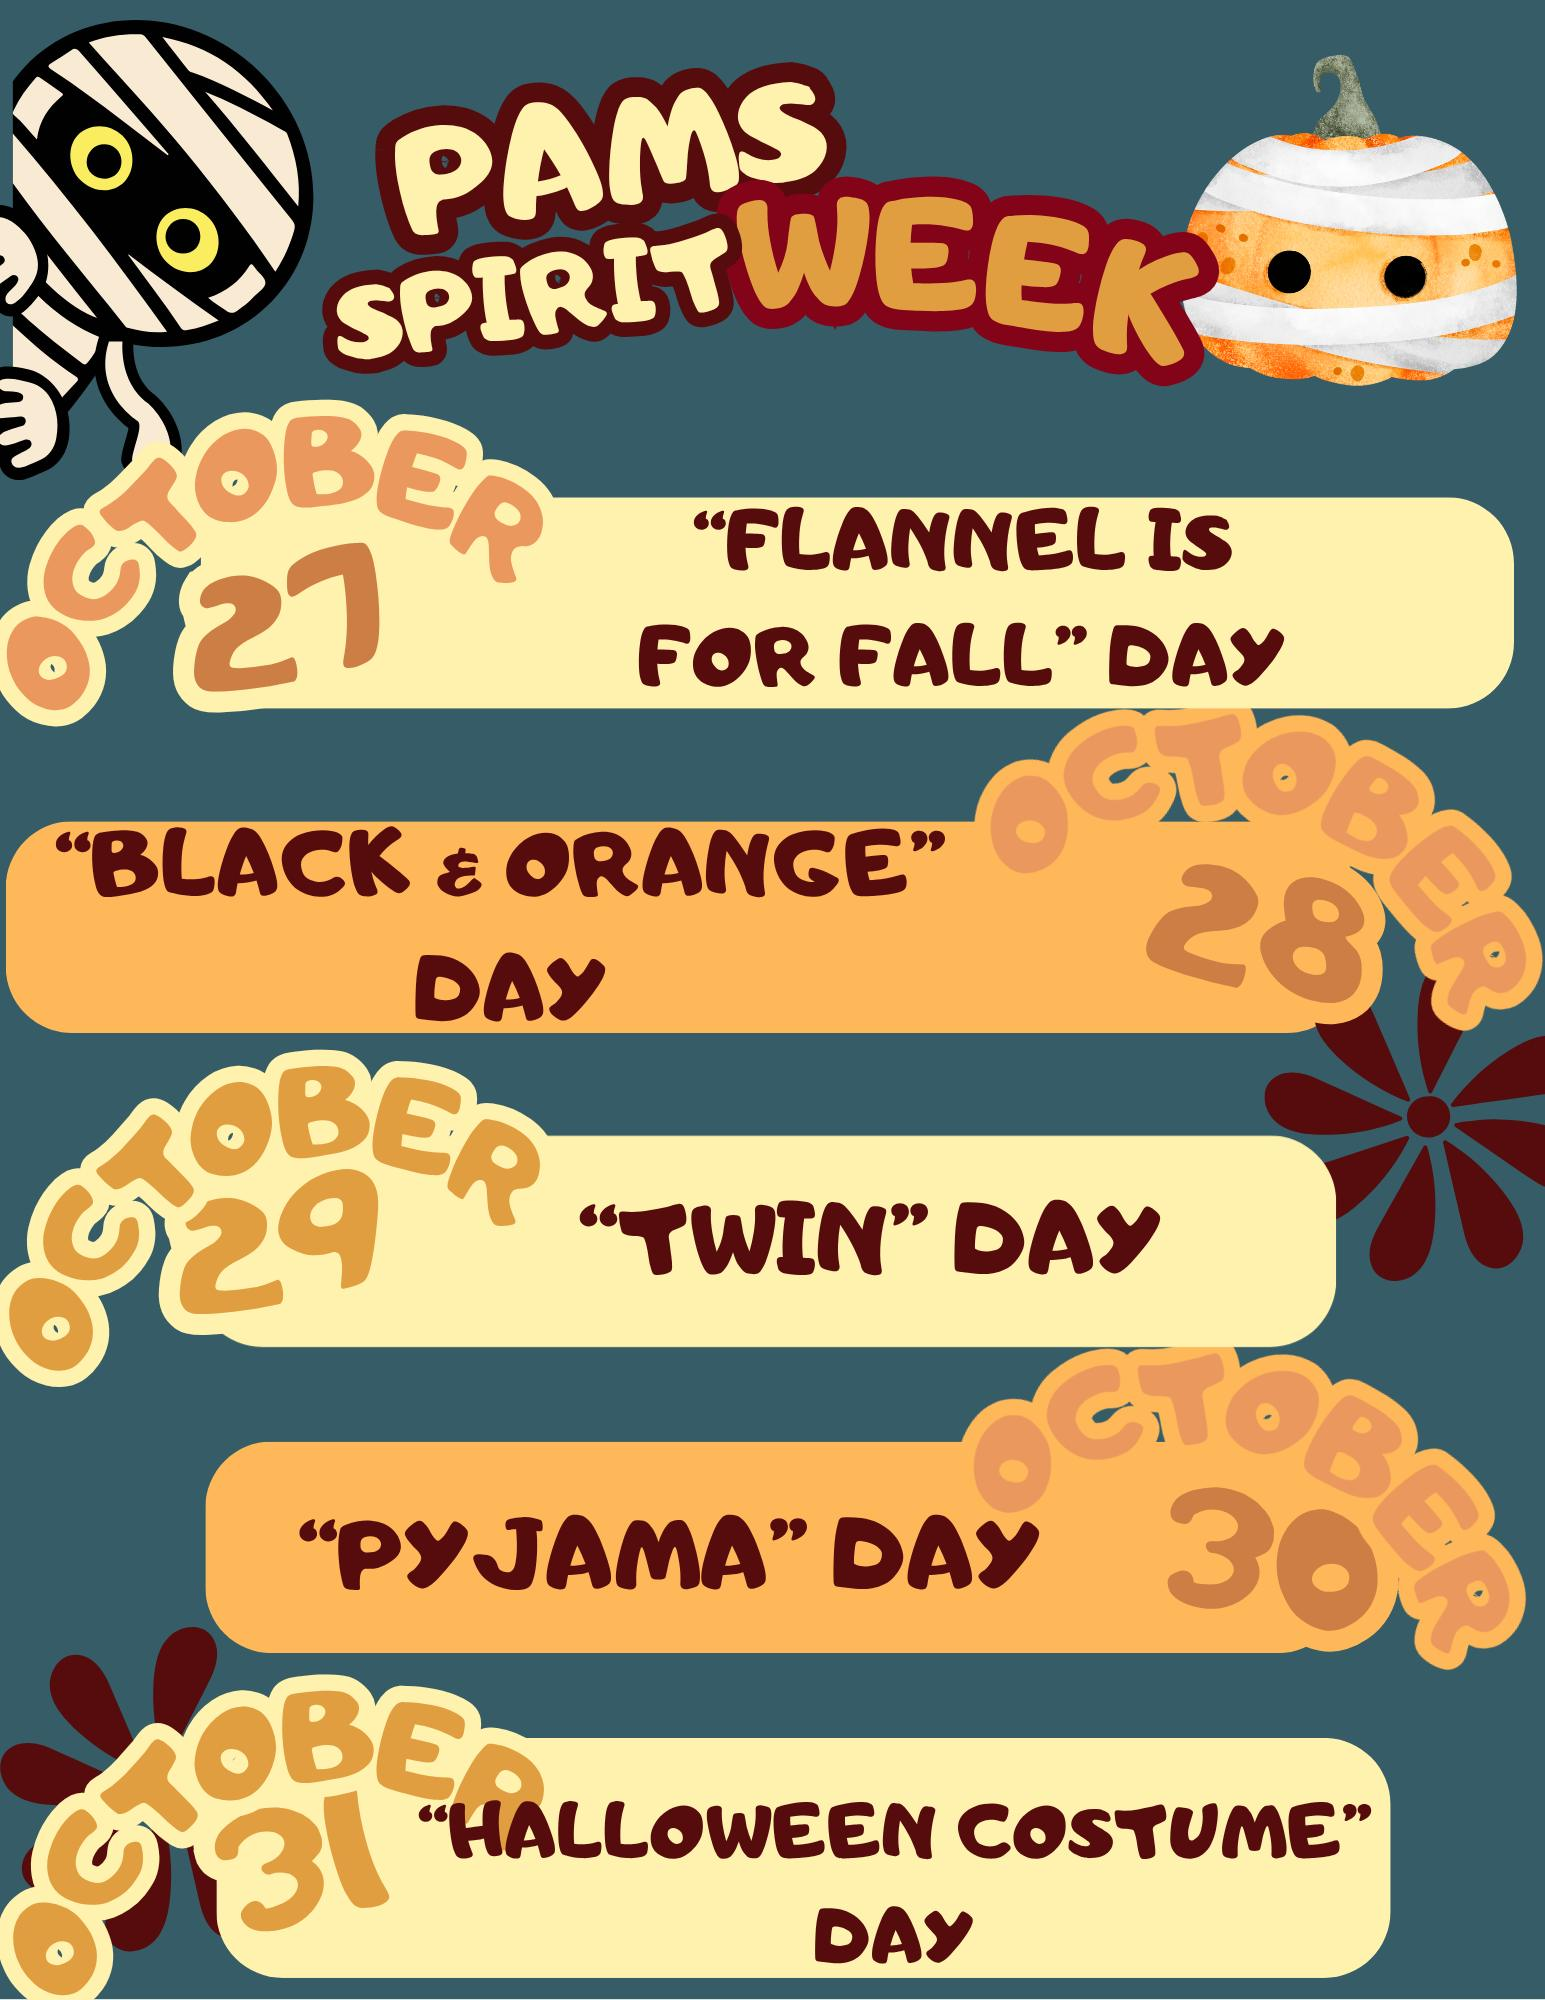 PAMS
SPIRIT WEEK
OCTOBER
27
“FLANNEL IS
FOR FALL” DAY
OCTOBER
28
“BLACK & ORANGE”
DAY
OCTOBER
29
“TWIN” DAY
OCTOBER
30
“PYJAMA” DAY
OCTOBER
31
“HALLOWEEN COSTUME”
DAY